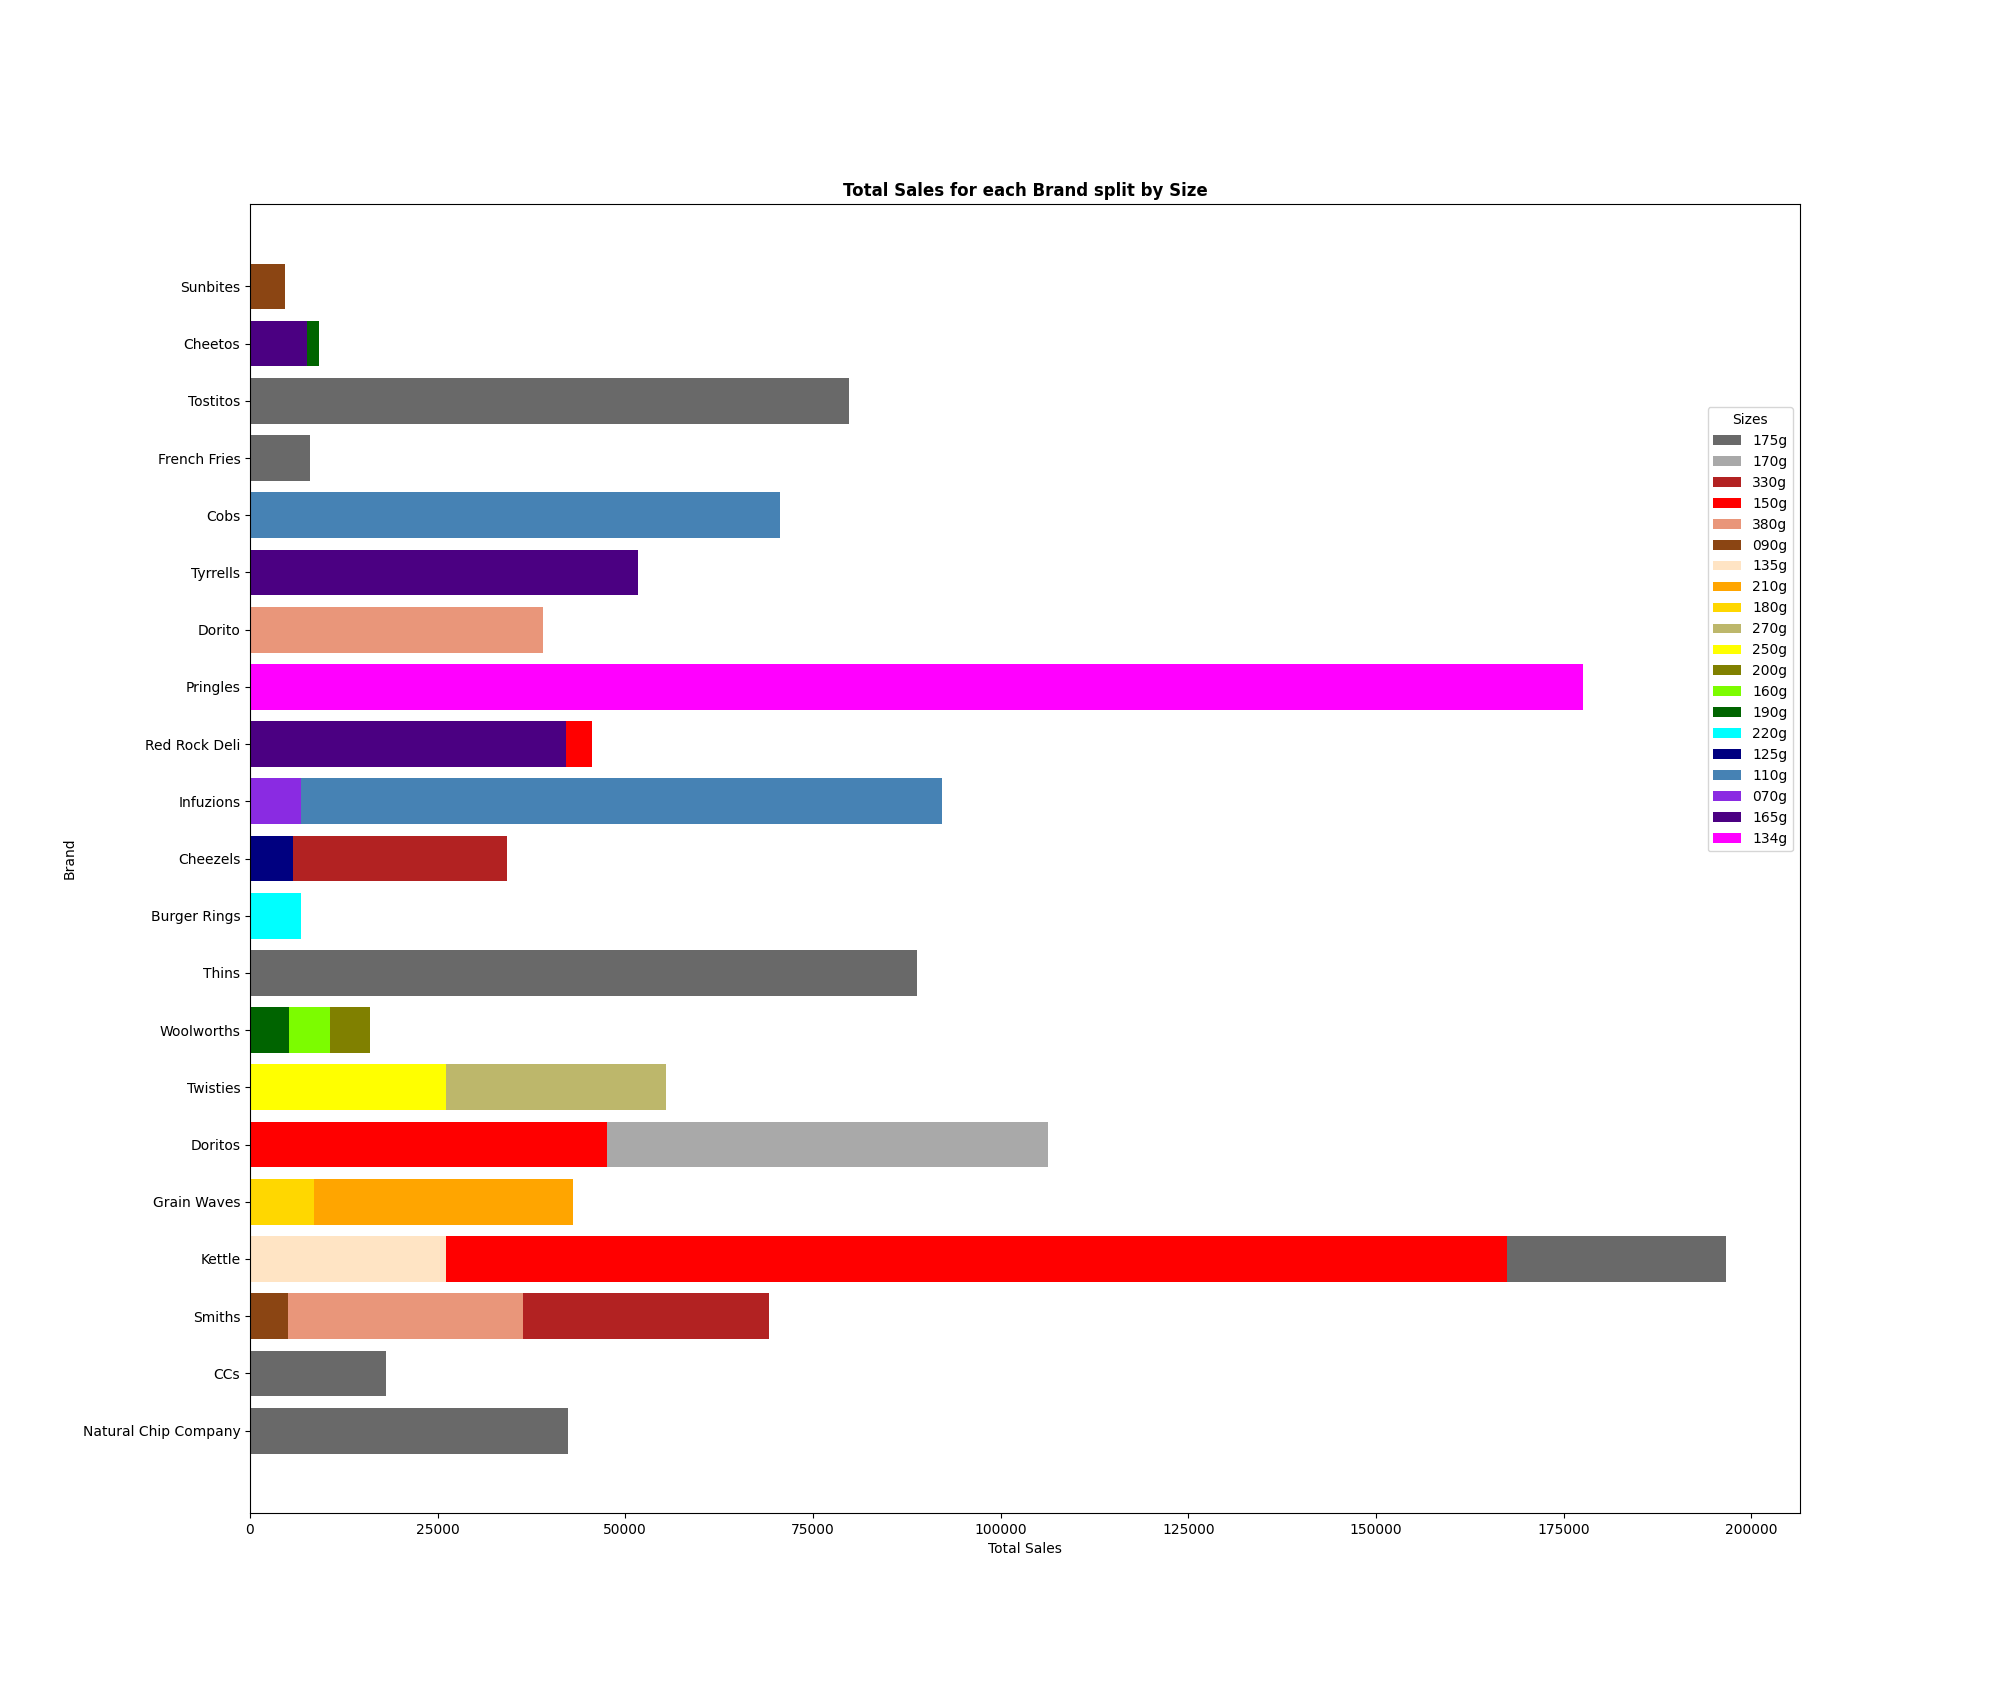 Total Sales for each Brand split by Size
Sunbites
Cheetos
Tostitos
French Fries
Cobs
Tyrrells
Dorito
Pringles
Red Rock Deli
Infuzions
Cheezels
Burger Rings
Thins
Woolworths
Twisties
Doritos
Grain Waves
Kettle
Smiths
CCs
Natural Chip Company
Brand
Sizes
175g
170g
330g
150g
380g
090g
135g
210g
180g
270g
250g
200g
160g
190g
220g
125g
110g
070g
165g
134g
0 25000 50000 75000 100000 125000 150000 175000 200000
Total Sales